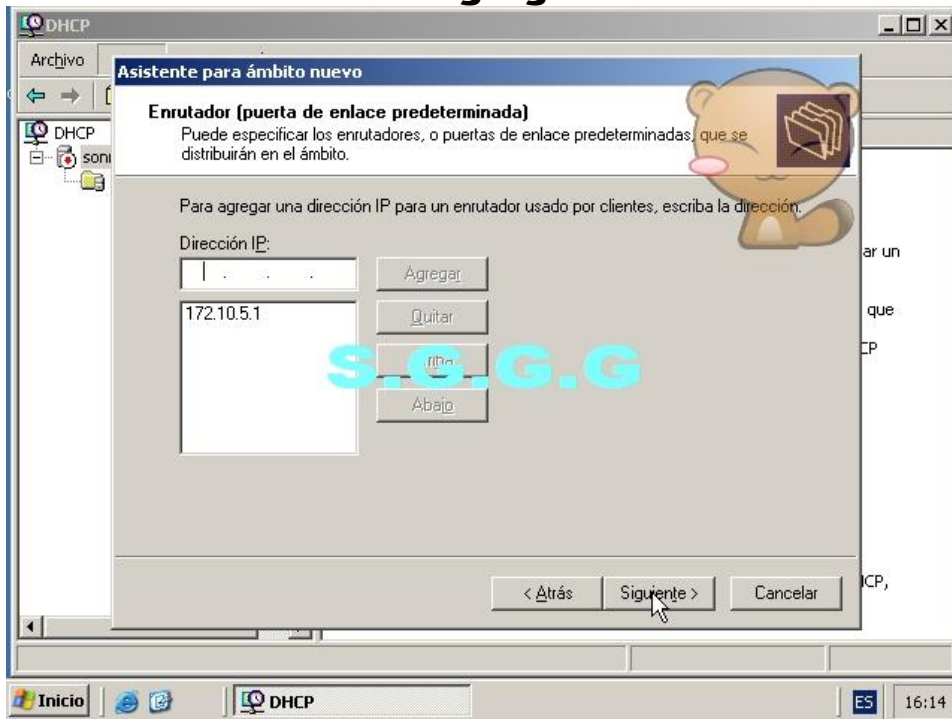 DHCP
Archivo
Asistente para ámbito nuevo
Enrutador (puerta de enlace predeterminada)
Puede especificar los enrutadores, o puertas de enlace predeterminadas, que se
distribuirán en el ámbito.
DHCP
Para agregar una dirección IP para un enrutador usado por clientes, escriba la dirección.
Dirección IP:
Agregar
172.10.5.1
Quitar
S.G.G.G
Abajo
ar un
que
CP
< Atrás
Siguiente >
Cancelar
HCP,
Inicio
DHCP
ES
16:14